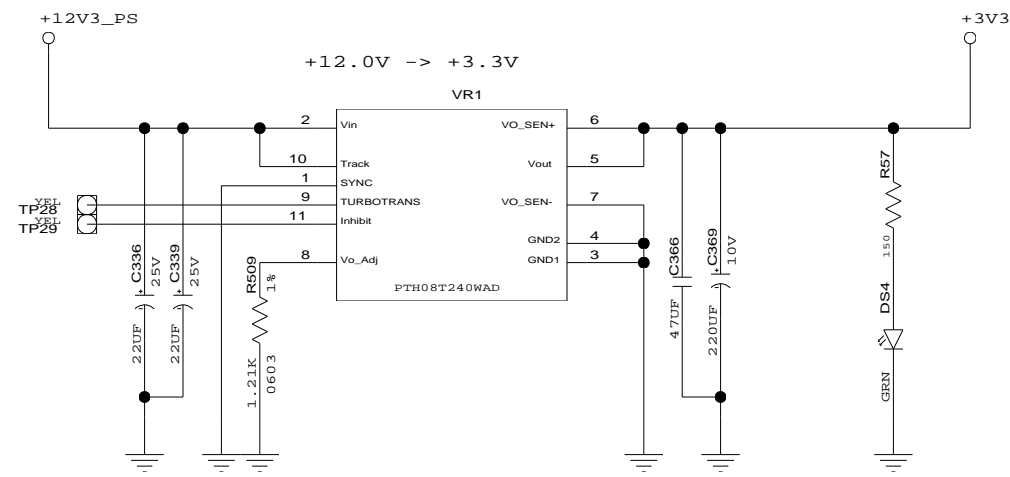 +12V3_PS
+3V3
+12.0V -> +3.3V
VR1
2 Vin VO_SEN+ 6
10 Track Vout 5
1 SYNC
9 TURBOTRANS VO_SEN- 7
11 Inhibit
GND2 4
8 Vo_Adj GND1 3
PTH08T240WAD
YEL
TP28
YEL
TP29
C336
25V
22UF
C339
25V
22UF
R509
1%
1.21K
0603
C366
47UF
C369
10V
220UF
R57
150
DS4
GRN